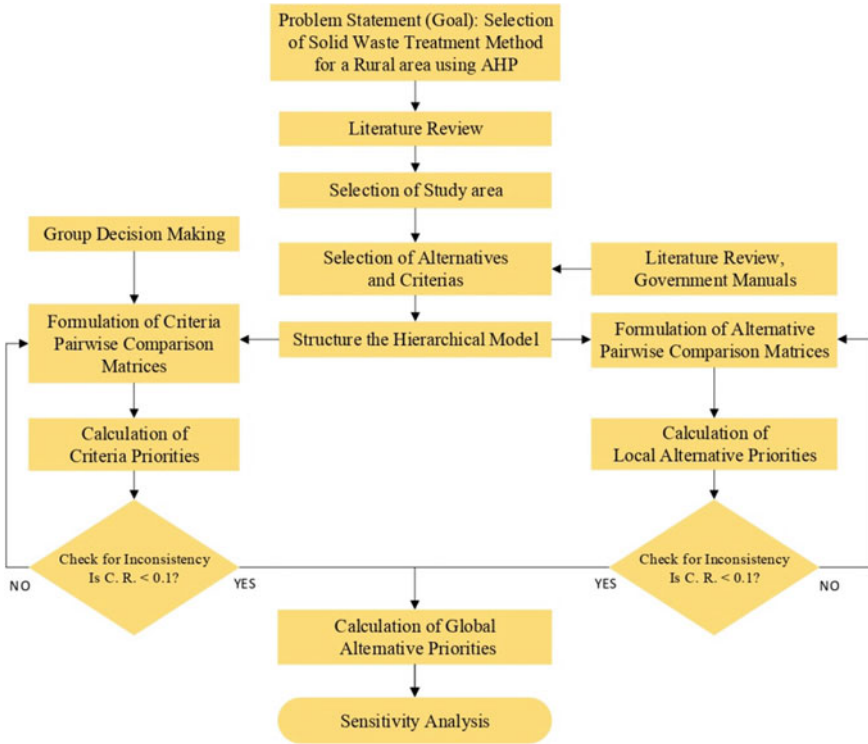 Problem Statement (Goal): Selection
of Solid Waste Treatment Method
for a Rural area using AHP
Literature Review
Selection of Study area
Group Decision Making
Selection of Alternatives
and Criterias
Literature Review,
Government Manuals
Formulation of Criteria
Pairwise Comparison
Matrices
Structure the Hierarchical Model
Formulation of Alternative
Pairwise Comparison Matrices
Calculation of
Criteria Priorities
Calculation of
Local Alternative Priorities
Check for Inconsistency
Is C. R. < 0.1?
NO
YES
Check for Inconsistency
Is C. R. < 0.1?
YES
NO
Calculation of Global
Alternative Priorities
Sensitivity Analysis